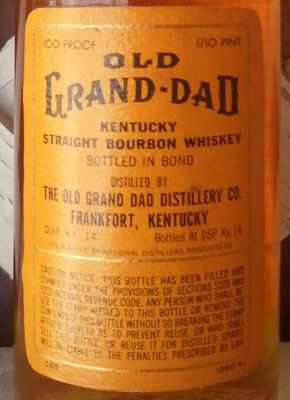 100 PROOF 1/10 PINT
OLD
GRAND-DAD
KENTUCKY
STRAIGHT BOURBON WHISKEY
BOTTLED IN BOND
DISTILLED BY
THE OLD GRAND DAD DISTILLERY CO.
FRANKFORT, KENTUCKY
DSP KY. 14 Bottled At DSP Ky. 14
DISTRIBUTED BY NATIONAL DISTILLERS PRODUCTS CO
CAUTION NOTICE: THIS BOTTLE HAS BEEN FILLED AND
STAMPED UNDER THE PROVISIONS OF SECTIONS 5205 AND
INTERNAL REVENUE CODE. ANY PERSON WHO SHALL RE-
USE THE STAMP AFFIXED TO THIS BOTTLE OR REMOVE THE
CONTENTS OF THIS BOTTLE WITHOUT SO BREAKING THE STAMP
AFFIXED OVER IT AS TO PREVENT REUSE, OR WHO SHALL
BOTTLE, OR REUSE IT FOR DISTILLED SPIRITS,
WILL BE LIABLE TO THE PENALTIES PRESCRIBED BY LAW